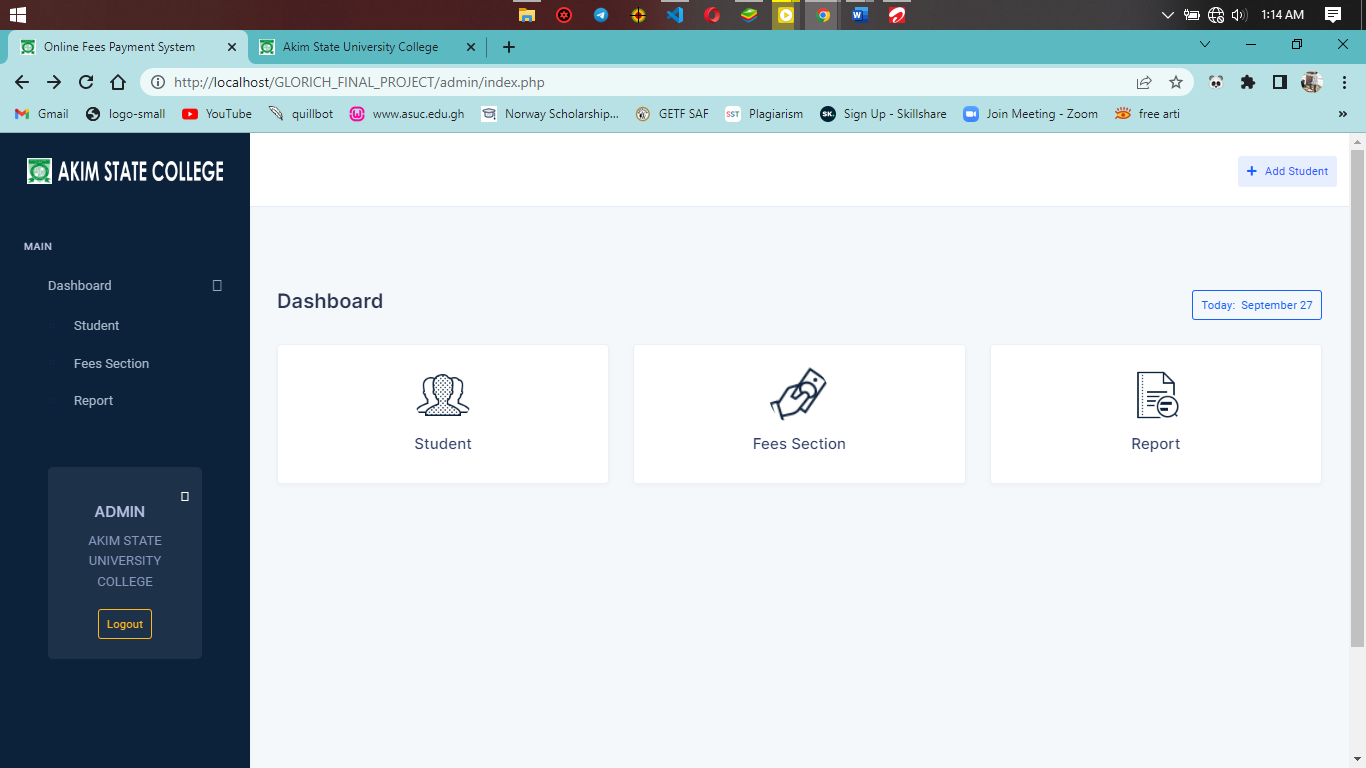 1:14 AM
Online Fees Payment System
Akim State University College
http://localhost/GLORICH_FINAL_PROJECT/admin/index.php
Gmail
logo-small
YouTube
quillbot
www.asuc.edu.gh
Norway Scholarship...
GETF SAF
SST
Plagiarism
SK.
Sign Up - Skillshare
Join Meeting - Zoom
free arti
AKIM STATE COLLEGE
+ Add Student
MAIN
Dashboard
Student
Fees Section
Report
ADMIN
AKIM STATE
UNIVERSITY
COLLEGE
Logout
Dashboard
Today: September 27
Student
Fees Section
Report